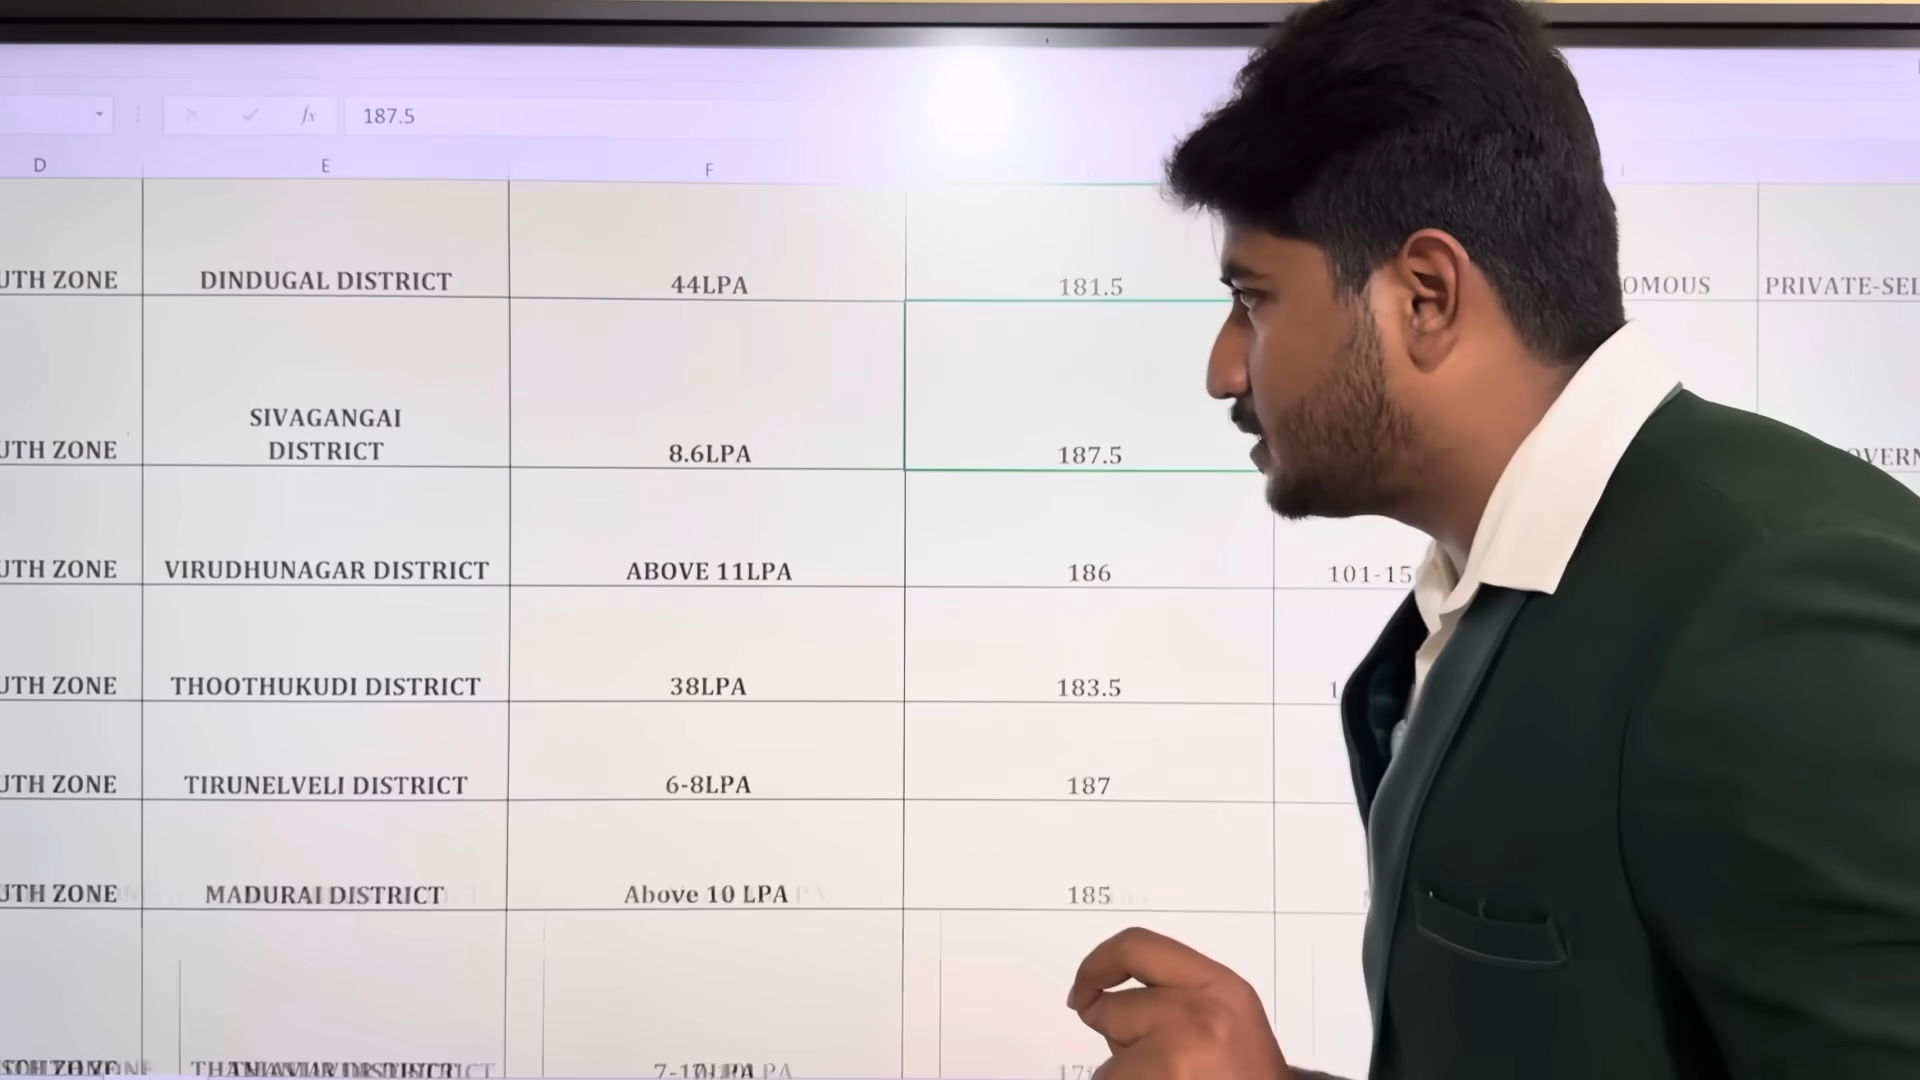 fx 187.5
D E F
UTH ZONE DINDUGAL DISTRICT 44LPA 181.5 OMOUS PRIVATE-SEL
SIVAGANGAI
UTH ZONE DISTRICT 8.6LPA 187.5 OVERN
UTH ZONE VIRUDHUNAGAR DISTRICT ABOVE 11LPA 186 101-15
UTH ZONE THOOTHUKUDI DISTRICT 38LPA 183.5 1
UTH ZONE TIRUNELVELI DISTRICT 6-8LPA 187
UTH ZONE MADURAI DISTRICT Above 10 LPA 185